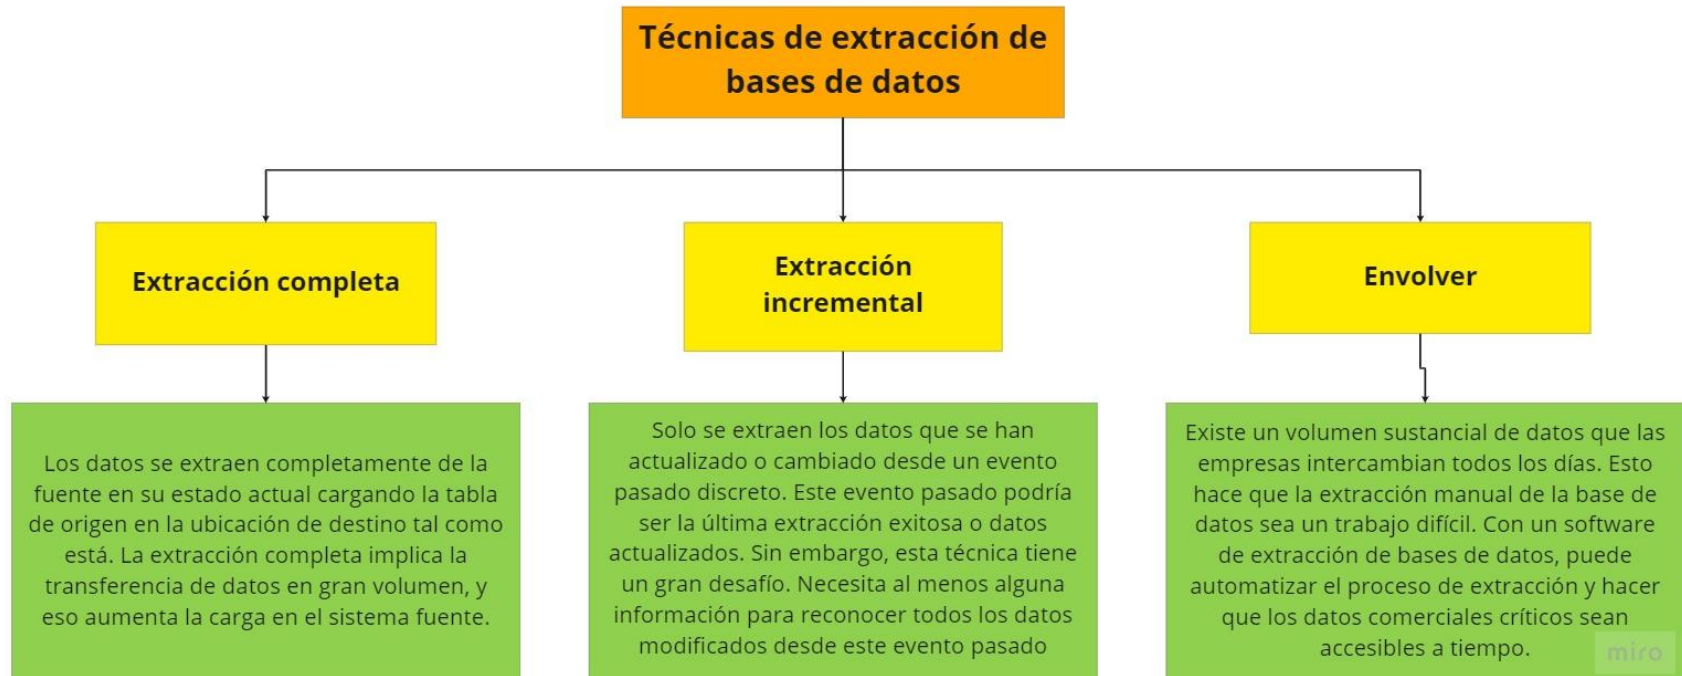 Técnicas de extracción de
bases de datos
Extracción completa
Extracción
incremental
Envolver
Los datos se extraen completamente de la
fuente en su estado actual cargando la tabla
de origen en la ubicación de destino tal como
está. La extracción completa implica la
transferencia de datos en gran volumen, y
eso aumenta la carga en el sistema fuente.
Solo se extraen los datos que se han
actualizado o cambiado desde un evento
pasado discreto. Este evento pasado podría
ser la última extracción exitosa o datos
actualizados. Sin embargo, esta técnica tiene
un gran desafío. Necesita al menos alguna
información para reconocer todos los datos
modificados desde este evento pasado
Existe un volumen sustancial de datos que las
empresas intercambian todos los días. Esto
hace que la extracción manual de la base de
datos sea un trabajo difícil. Con un software
de extracción de bases de datos, puede
automatizar el proceso de extracción y hacer
que los datos comerciales críticos sean
accesibles a tiempo.
miro